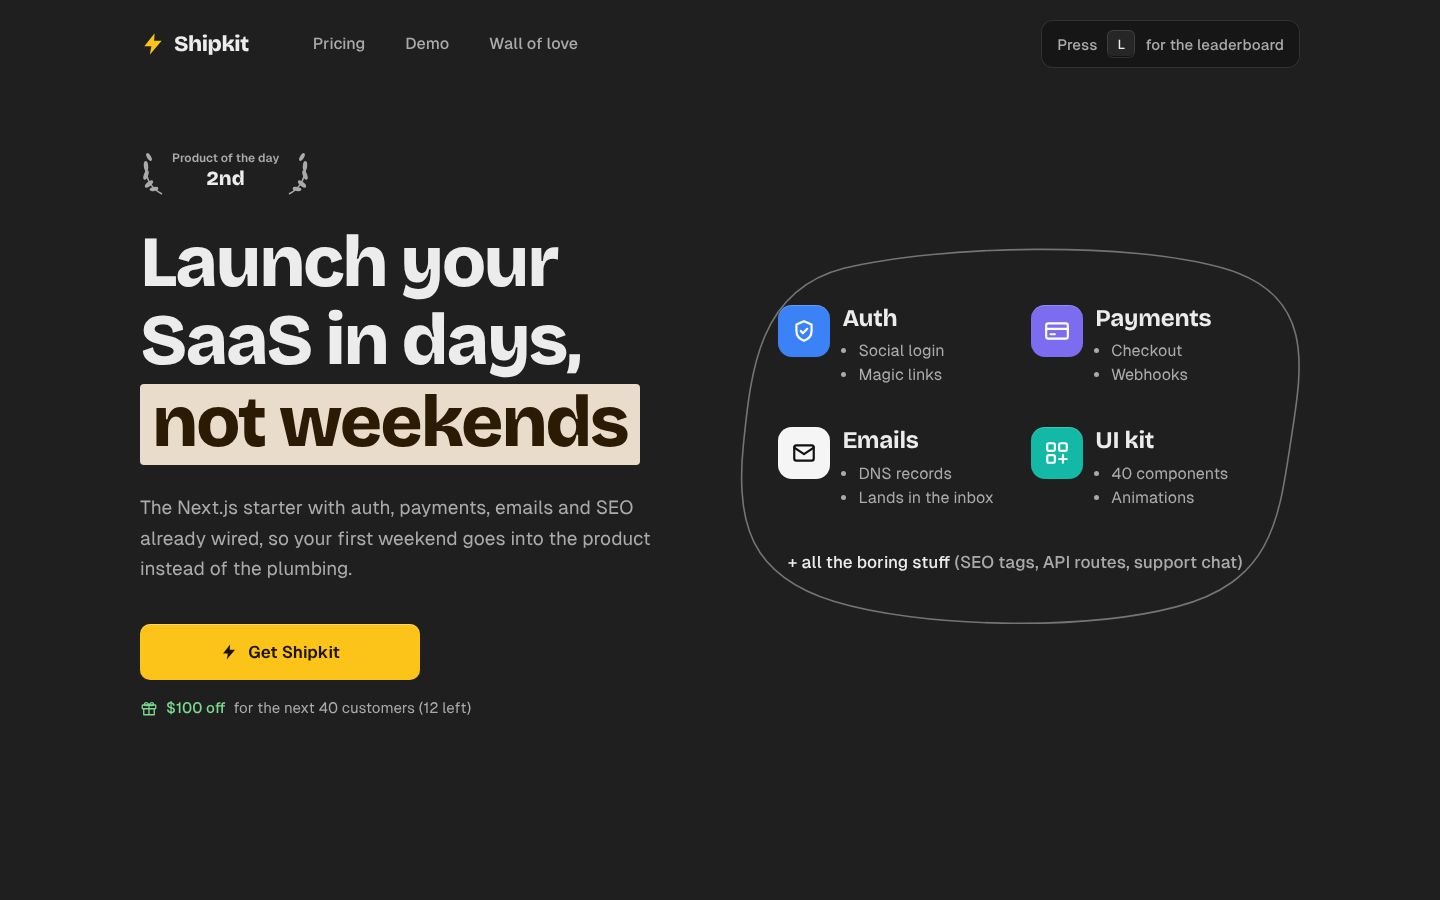 Shipkit
Pricing
Demo
Wall of love
Press L for the leaderboard
Product of the day
2nd
Launch your
SaaS in days,
not weekends
The Next.js starter with auth, payments, emails and SEO
already wired, so your first weekend goes into the product
instead of the plumbing.
Get Shipkit
$100 off for the next 40 customers (12 left)
Auth
• Social login
• Magic links
Payments
• Checkout
• Webhooks
Emails
• DNS records
• Lands in the inbox
UI kit
• 40 components
• Animations
+ all the boring stuff (SEO tags, API routes, support chat)